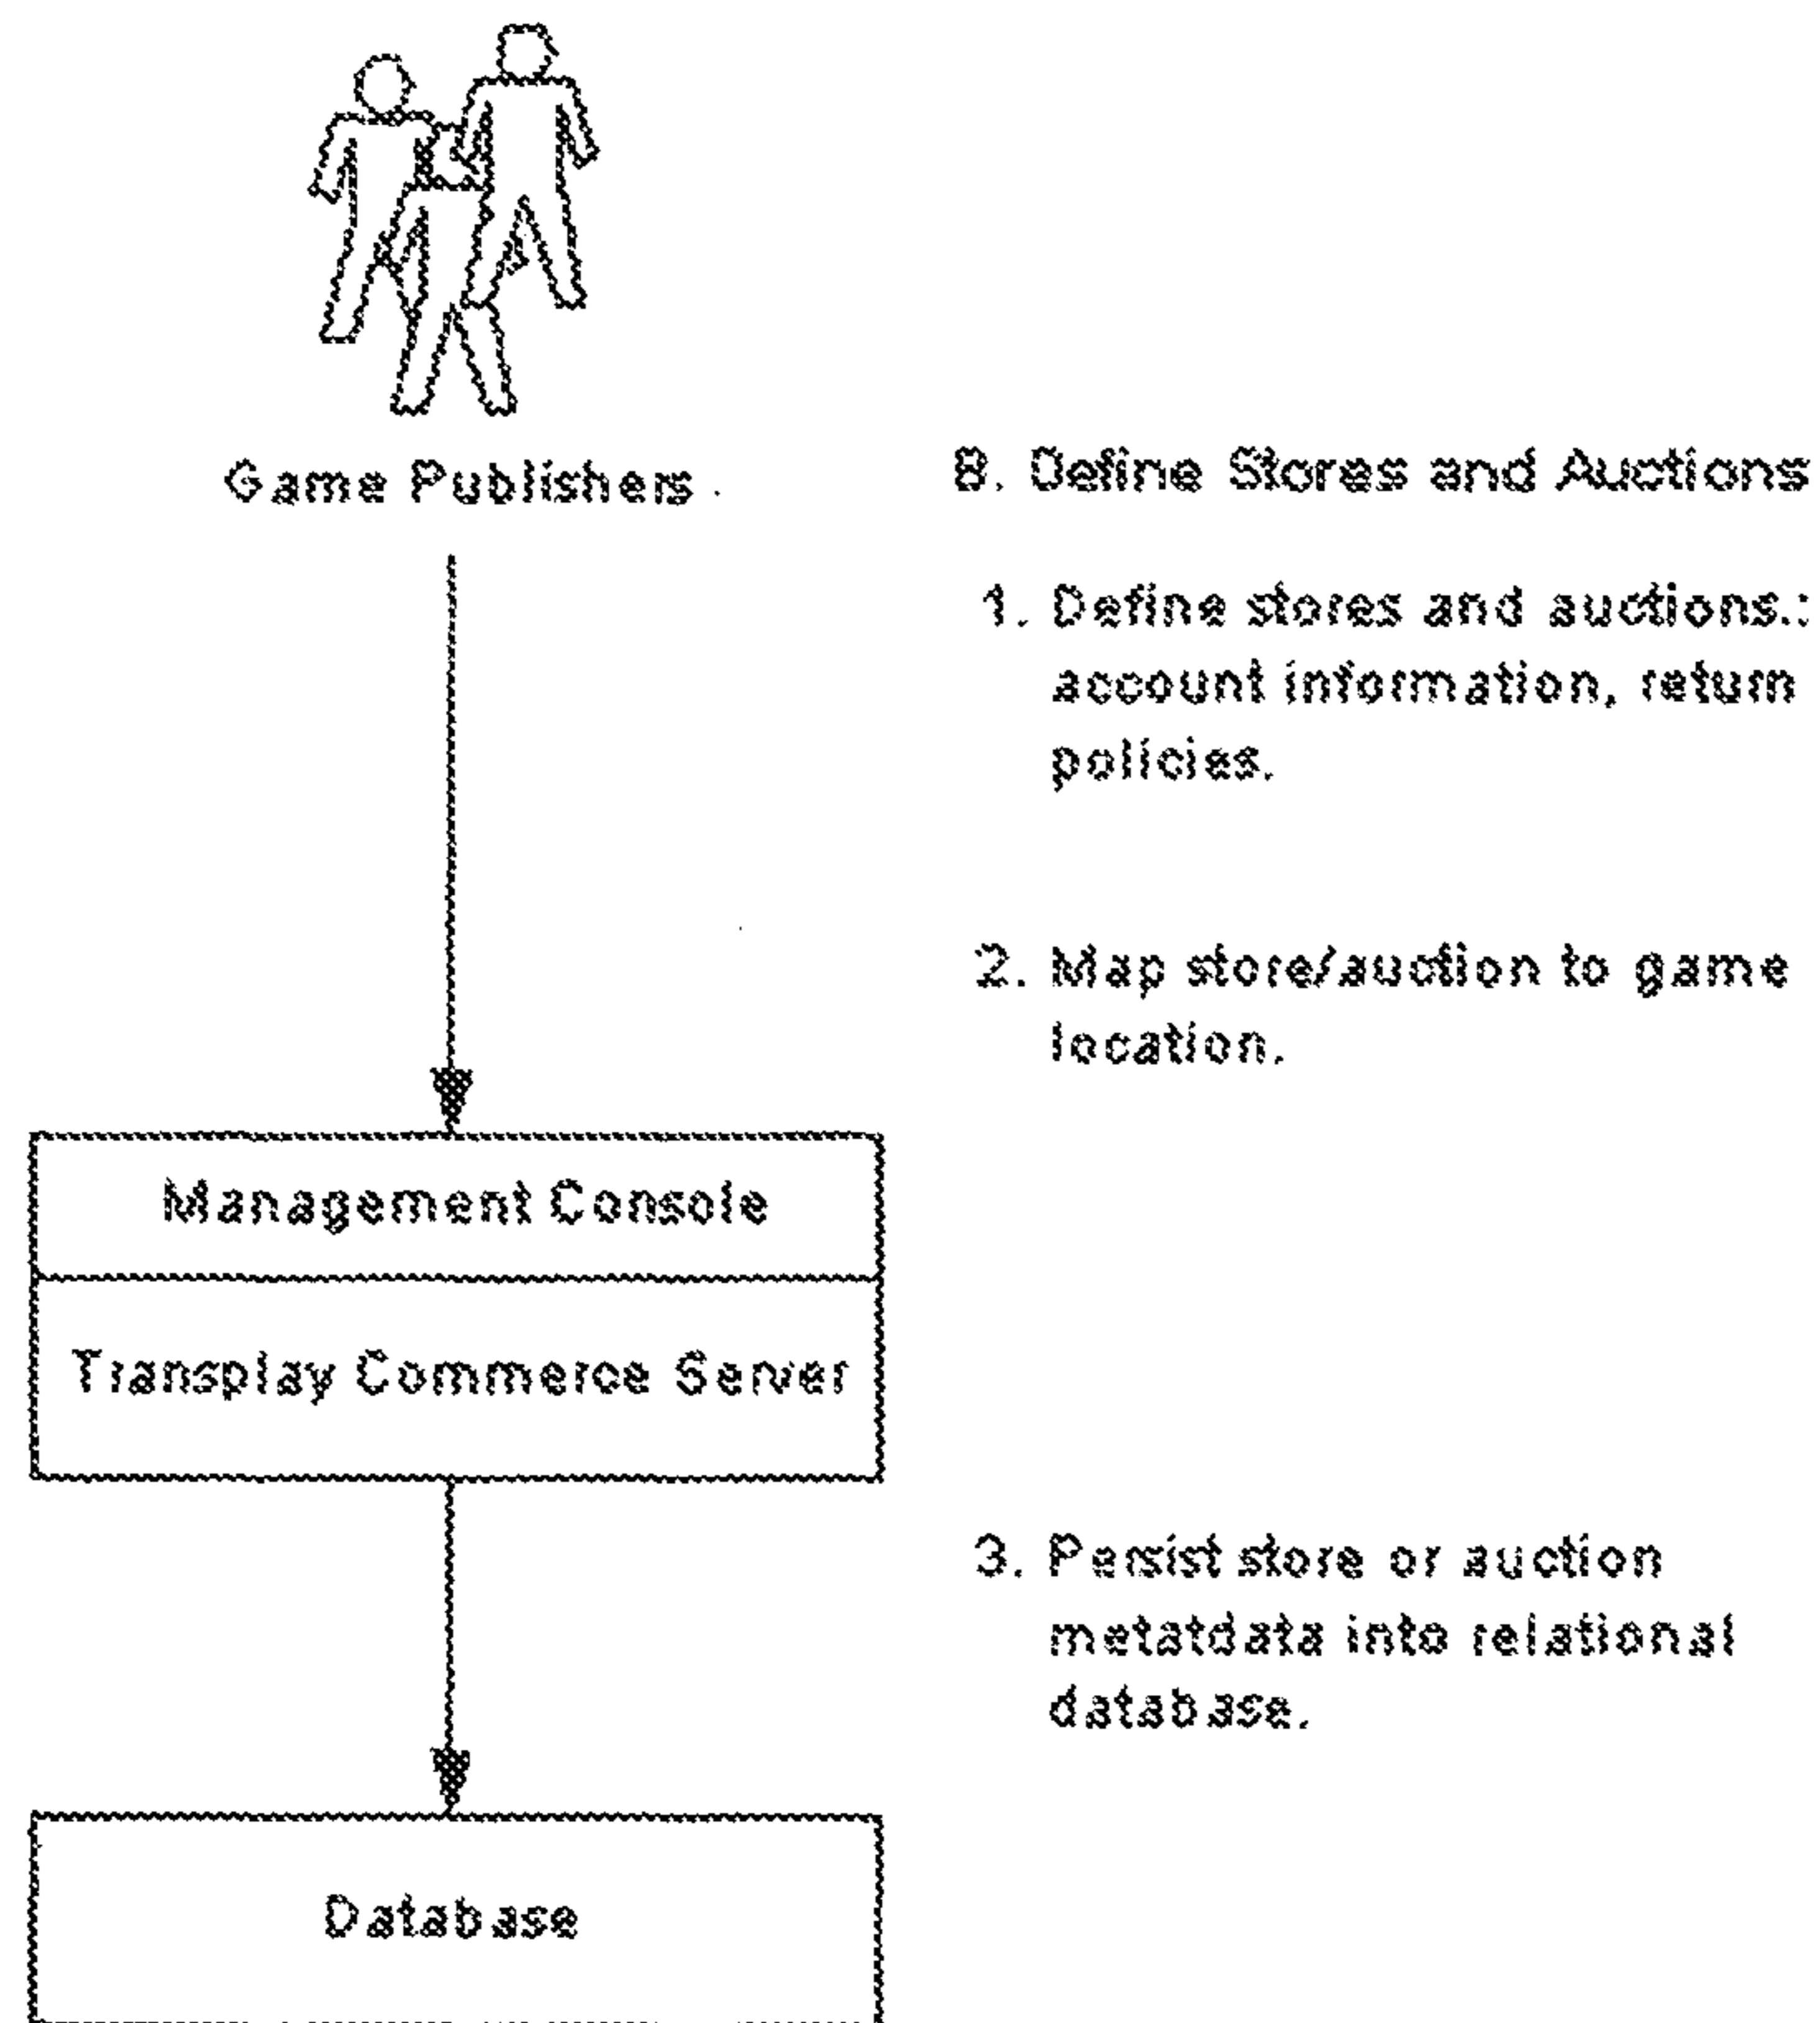 Game Publishers
B. Define Stores and Auctions
1. Define stores and auctions.:
account information, return
policies.
2. Map store/auction to game
location.
Management Console
Transplay Commerce Server
3. Persist store or auction
metatdata into relational
database.
Database